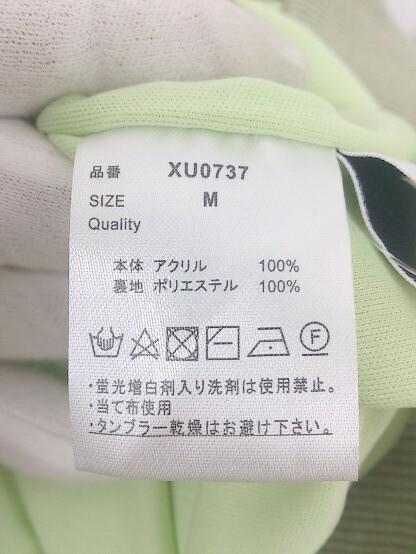 品番 XU0737
SIZE M
Quality
本体 アクリル 100%
裏地 ポリエステル 100%
F
・蛍光増白剤入り洗剤は使用禁止。
・当て布使用
・タンブラー乾燥はお避け下さい。